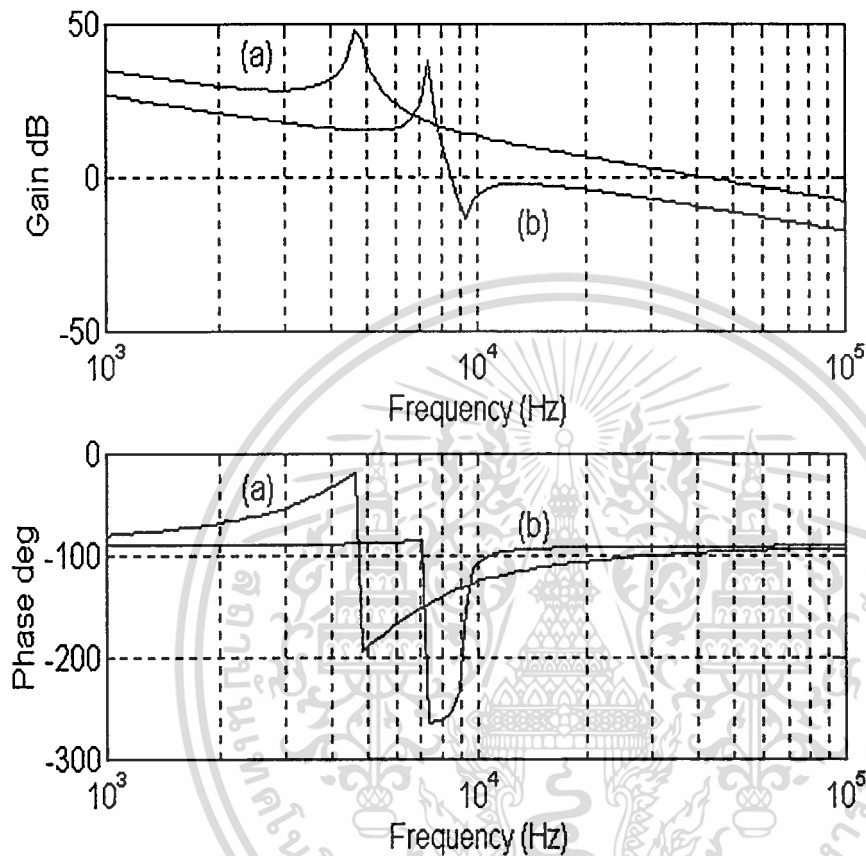 50
0
-50
Gain dB
(a)
(b)
10³ 10⁴ 10⁵
Frequency (Hz)
0
-100
-200
-300
Phase deg
(a)
(b)
10³ 10⁴ 10⁵
Frequency (Hz)